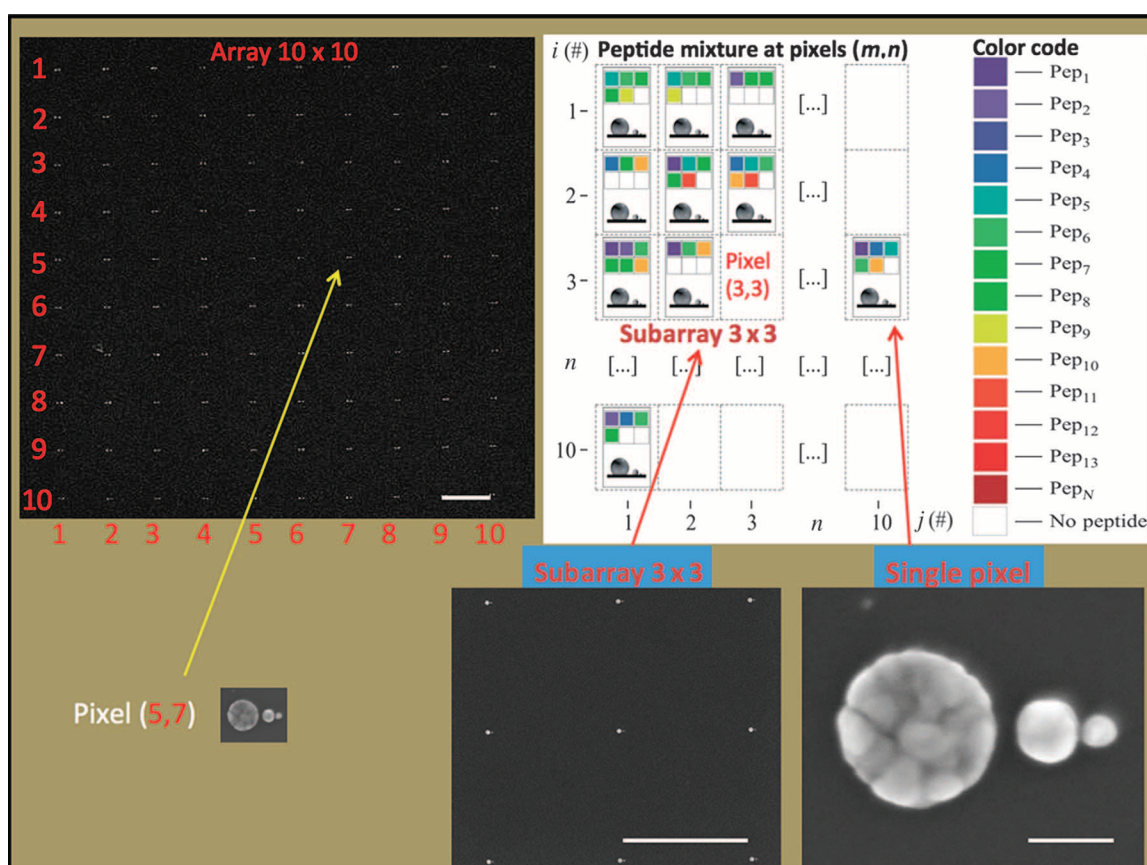 Array 10 x 10
1
2
3
4
5
6
7
8
9
10
1 2 3 4 5 6 7 8 9 10
Pixel (5,7)
i (#) Peptide mixture at pixels (m,n)
1- [...]
2- [...]
3- Pixel [...]
(3,3)
Subarray 3 x 3
n [...] [...] [...] [...] [...]
10- [...]
1 2 3 n 10 j (#)
Color code
Pep1
Pep2
Pep3
Pep4
Pep5
Pep6
Pep7
Pep8
Pep9
Pep10
Pep11
Pep12
Pep13
PepN
No peptide
Subarray 3 x 3
Single pixel